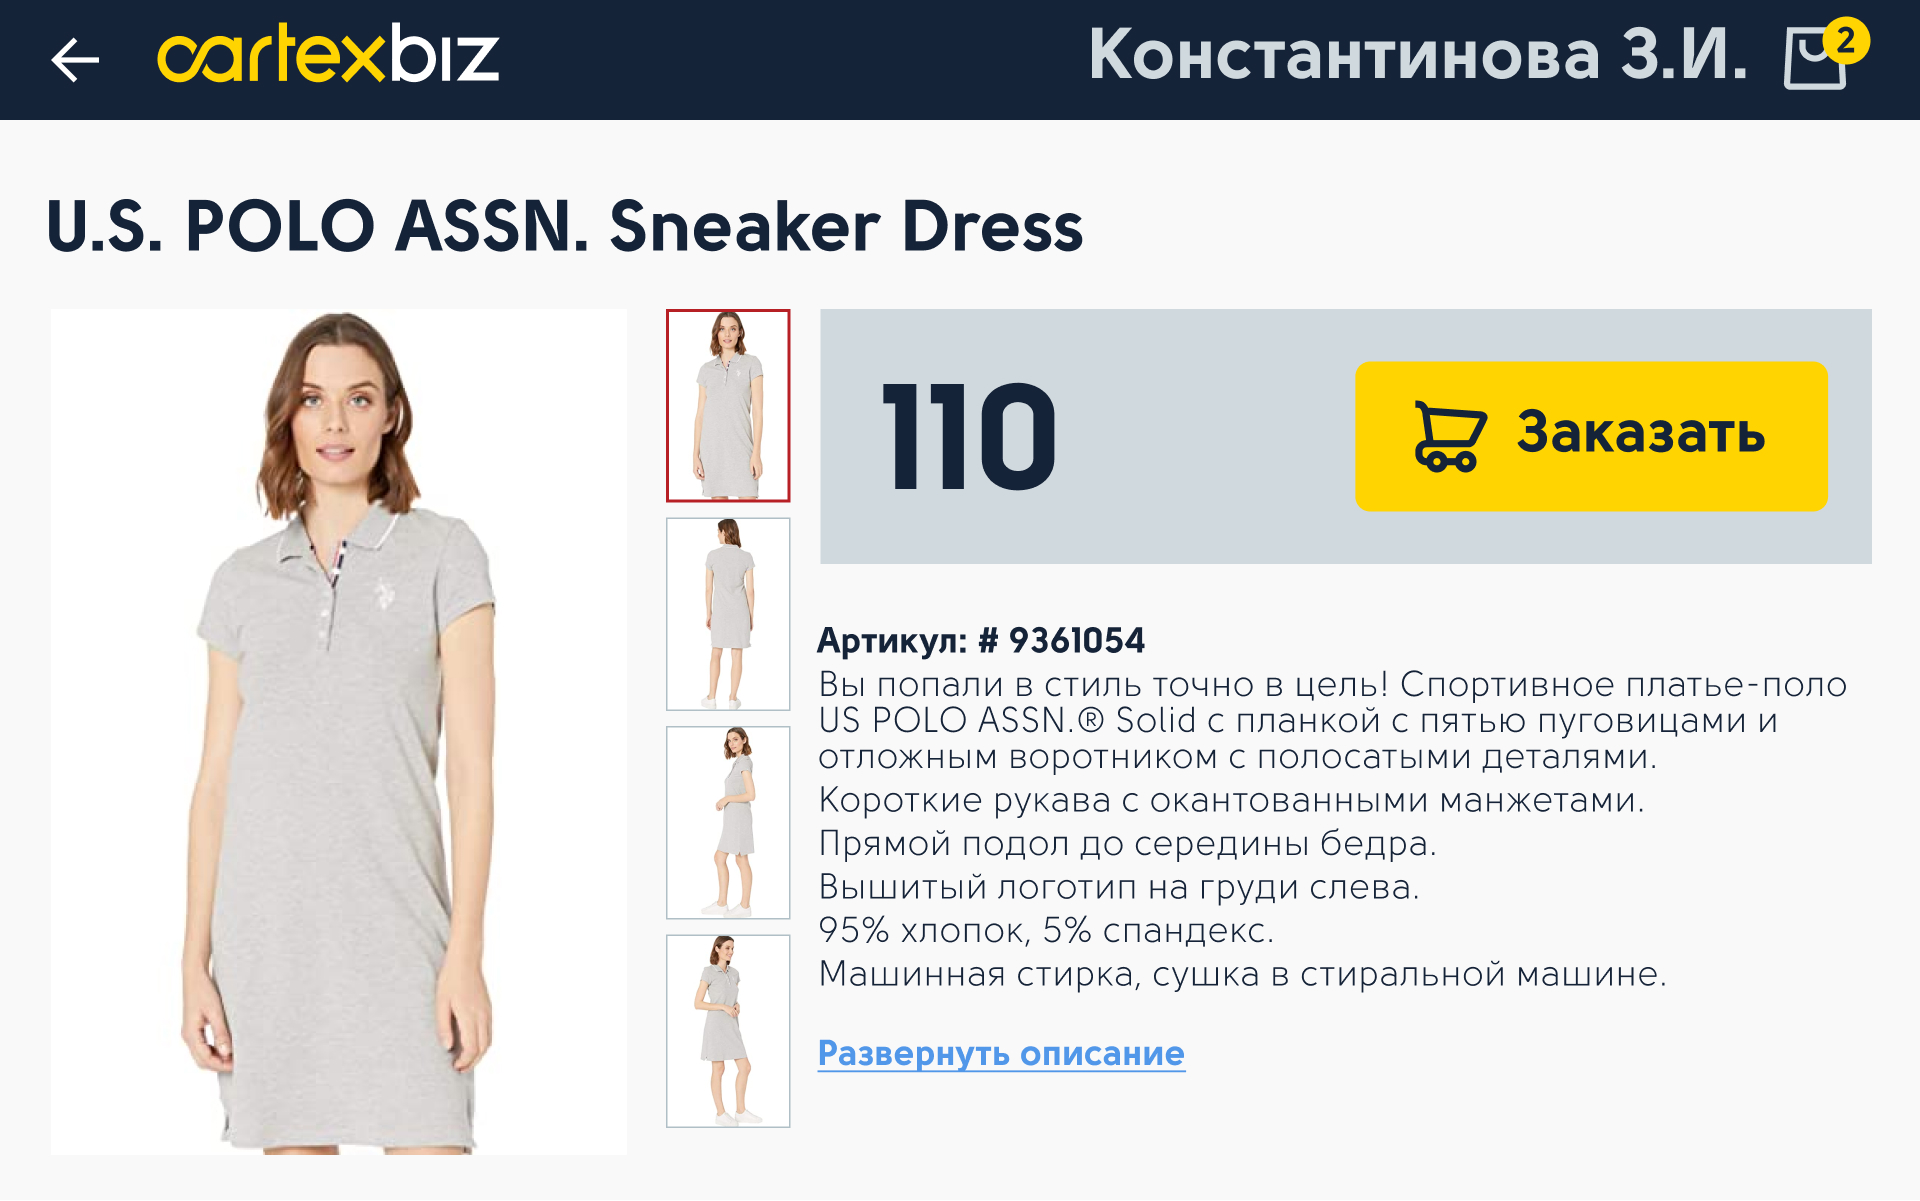 cartexbiz
Константинова З.И.
2
U.S. POLO ASSN. Sneaker Dress
110
Заказать
Артикул: # 9361054
Вы попали в стиль точно в цель! Спортивное платье-поло
US POLO ASSN.® Solid с планкой с пятью пуговицами и
отложным воротником с полосатыми деталями.
Короткие рукава с окантованными манжетами.
Прямой подол до середины бедра.
Вышитый логотип на груди слева.
95% хлопок, 5% спандекс.
Машинная стирка, сушка в стиральной машине.
Развернуть описание